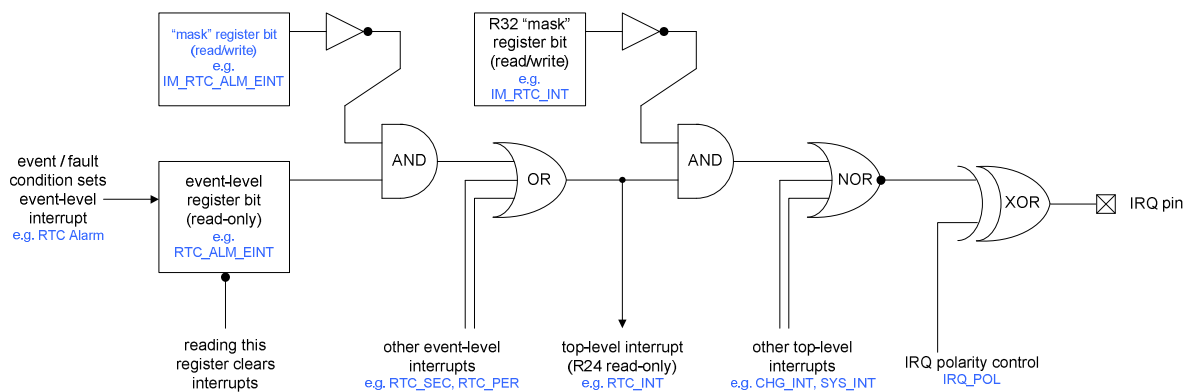 “mask” register bit
(read/write)
e.g.
IM_RTC_ALM_EINT
R32 “mask”
register bit
(read/write)
e.g.
IM_RTC_INT
AND
OR
AND
NOR
XOR
IRQ pin
event / fault
condition sets
event-level
interrupt
e.g. RTC Alarm
event-level
register bit
(read-only)
e.g.
RTC_ALM_EINT
reading this
register clears
interrupts
other event-level
interrupts
e.g. RTC_SEC, RTC_PER
top-level interrupt
(R24 read-only)
e.g. RTC_INT
other top-level
interrupts
e.g. CHG_INT, SYS_INT
IRQ polarity control
IRQ_POL